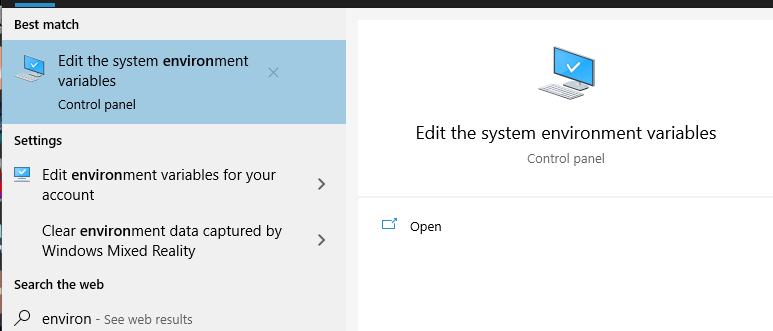 Best match
Edit the system environment
variables
Control panel
Settings
Edit environment variables for your
account
Clear environment data captured by
Windows Mixed Reality
Search the web
environ - See web results
Edit the system environment variables
Control panel
Open